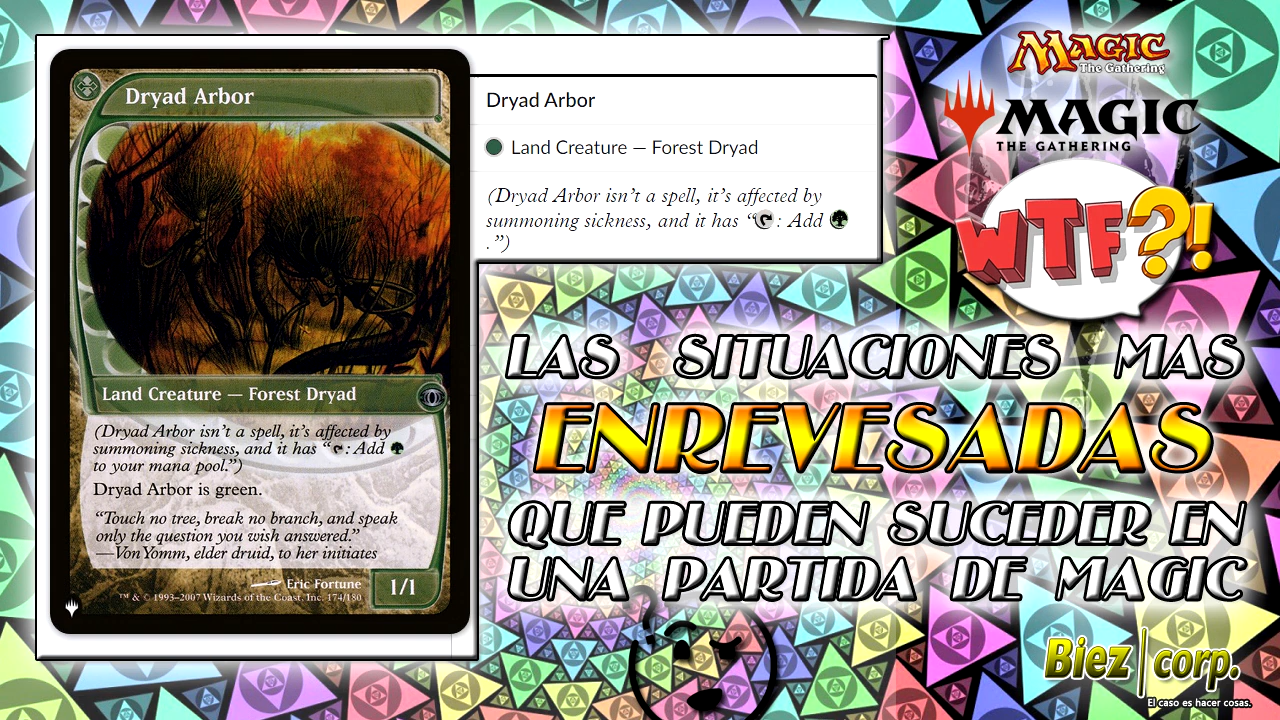 Dryad Arbor
Land Creature — Forest Dryad
(Dryad Arbor isn't a spell, it's affected by
summoning sickness, and it has “ : Add
to your mana pool.”)
Dryad Arbor is green.
“Touch no tree, break no branch, and speak
only the question you wish answered.”
—Von Yomm, elder druid, to her initiates
Eric Fortune
™ & © 1993–2007 Wizards of the Coast, Inc. 174/180
1/1
Dryad Arbor
Land Creature — Forest Dryad
(Dryad Arbor isn't a spell, it's affected by
summoning sickness, and it has “ : Add
.”)
MAGIC
The Gathering
MAGIC
THE GATHERING
WTF?!
LAS SITUACIONES MAS
ENREVESADAS
QUE PUEDEN SUCEDER EN
UNA PARTIDA DE MAGIC
Biez corp.
El caso es hacer cosas.